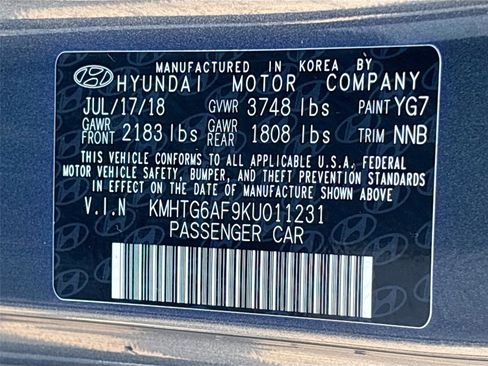 MANUFACTURED IN KOREA BY
HYUNDAI MOTOR COMPANY
JUL/17/18 GVWR 3748 lbs PAINT YG7
GAWR FRONT 2183 lbs GAWR REAR 1808 lbs TRIM NNB
THIS VEHICLE CONFORMS TO ALL APPLICABLE U.S.A. FEDERAL
MOTOR VEHICLE SAFETY, BUMPER, AND THEFT PREVENTION STANDARDS
IN EFFECT ON THE DATE OF MANUFACTURE SHOWN ABOVE.
V.I.N KMHTG6AF9KU011231
PASSENGER CAR